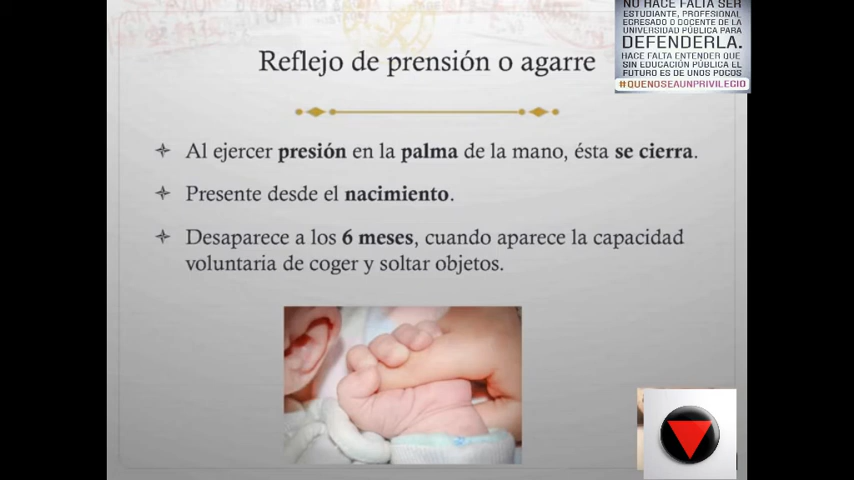 NO HACE FALTA SER
ESTUDIANTE, PROFESIONAL
EGRESADO O DOCENTE DE LA
UNIVERSIDAD PÚBLICA PARA
DEFENDERLA.
HACE FALTA ENTENDER QUE
SIN EDUCACIÓN PÚBLICA EL
FUTURO ES DE UNOS POCOS
#QUENOSEAUNPRIVILEGIO
Reflejo de prensión o agarre
Al ejercer presión en la palma de la mano, ésta se cierra.
Presente desde el nacimiento.
Desaparece a los 6 meses, cuando aparece la capacidad
voluntaria de coger y soltar objetos.